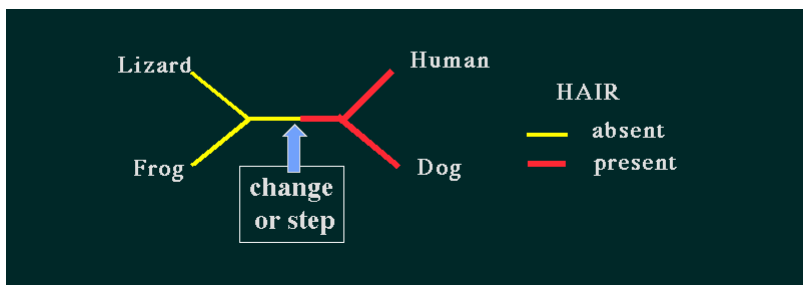 Lizard
Human
HAIR
absent
present
Frog
Dog
change
or step